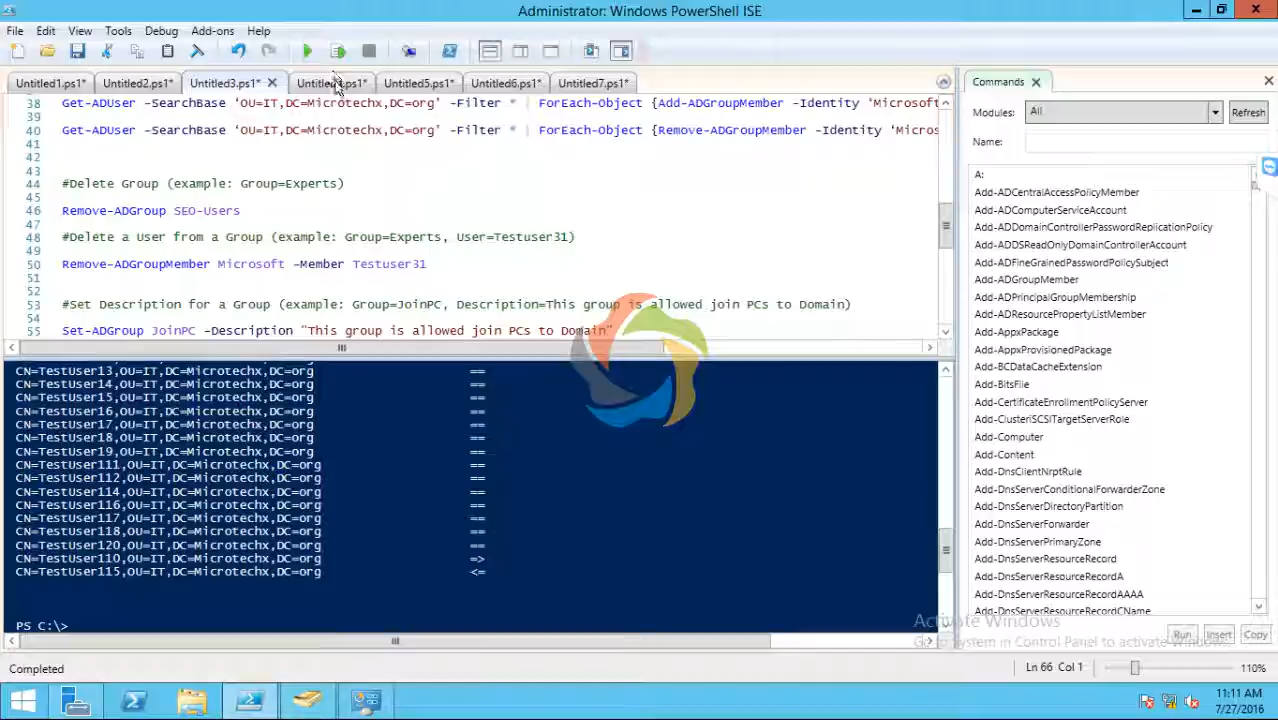 Administrator: Windows PowerShell ISE
File Edit View Tools Debug Add-ons Help
Untitled1.ps1* Untitled2.ps1* Untitled3.ps1* Untitled5.ps1* Untitled6.ps1* Untitled7.ps1*
38 Get-ADUser -SearchBase ‘OU=IT,DC=Microtechx,DC=org’ -Filter * | ForEach-Object {Add-ADGroupMember -Identity ‘Microsoft
39
40 Get-ADUser -SearchBase ‘OU=IT,DC=Microtechx,DC=org’ -Filter * | ForEach-Object {Remove-ADGroupMember -Identity ‘Micros
41
42
43
44 #Delete Group (example: Group=Experts)
45
46 Remove-ADGroup SEO-Users
47
48 #Delete a User from a Group (example: Group=Experts, User=Testuser31)
49
50 Remove-ADGroupMember Microsoft –Member Testuser31
51
52
53 #Set Description for a Group (example: Group=JoinPC, Description=This group is allowed join PCs to Domain)
54
55 Set-ADGroup JoinPC –Description "This group is allowed join PCs to Domain"
CN=TestUser13,OU=IT,DC=Microtechx,DC=org ==
CN=TestUser14,OU=IT,DC=Microtechx,DC=org ==
CN=TestUser15,OU=IT,DC=Microtechx,DC=org ==
CN=TestUser16,OU=IT,DC=Microtechx,DC=org ==
CN=TestUser17,OU=IT,DC=Microtechx,DC=org ==
CN=TestUser18,OU=IT,DC=Microtechx,DC=org ==
CN=TestUser19,OU=IT,DC=Microtechx,DC=org ==
CN=TestUser111,OU=IT,DC=Microtechx,DC=org ==
CN=TestUser112,OU=IT,DC=Microtechx,DC=org ==
CN=TestUser114,OU=IT,DC=Microtechx,DC=org ==
CN=TestUser116,OU=IT,DC=Microtechx,DC=org ==
CN=TestUser117,OU=IT,DC=Microtechx,DC=org ==
CN=TestUser118,OU=IT,DC=Microtechx,DC=org ==
CN=TestUser120,OU=IT,DC=Microtechx,DC=org ==
CN=TestUser110,OU=IT,DC=Microtechx,DC=org =>
CN=TestUser115,OU=IT,DC=Microtechx,DC=org <=
PS C:\>
Commands
Modules: All Refresh
Name:
A:
Add-ADCentralAccessPolicyMember
Add-ADComputerServiceAccount
Add-ADDomainControllerPasswordReplicationPolicy
Add-ADDSReadOnlyDomainControllerAccount
Add-ADFineGrainedPasswordPolicySubject
Add-ADGroupMember
Add-ADPrincipalGroupMembership
Add-ADResourcePropertyListMember
Add-AppxPackage
Add-AppxProvisionedPackage
Add-BCDataCacheExtension
Add-BitsFile
Add-CertificateEnrollmentPolicyServer
Add-ClusteriSCSITargetServerRole
Add-Computer
Add-Content
Add-DnsClientNrptRule
Add-DnsServerConditionalForwarderZone
Add-DnsServerDirectoryPartition
Add-DnsServerForwarder
Add-DnsServerPrimaryZone
Add-DnsServerResourceRecord
Add-DnsServerResourceRecordA
Add-DnsServerResourceRecordAAAA
Add-DnsServerResourceRecordCName
Activate Windows
Go to System in Control Panel to activate Windows.
Run Insert Copy
Completed
Ln 66 Col 1 110%
11:11 AM
7/27/2016